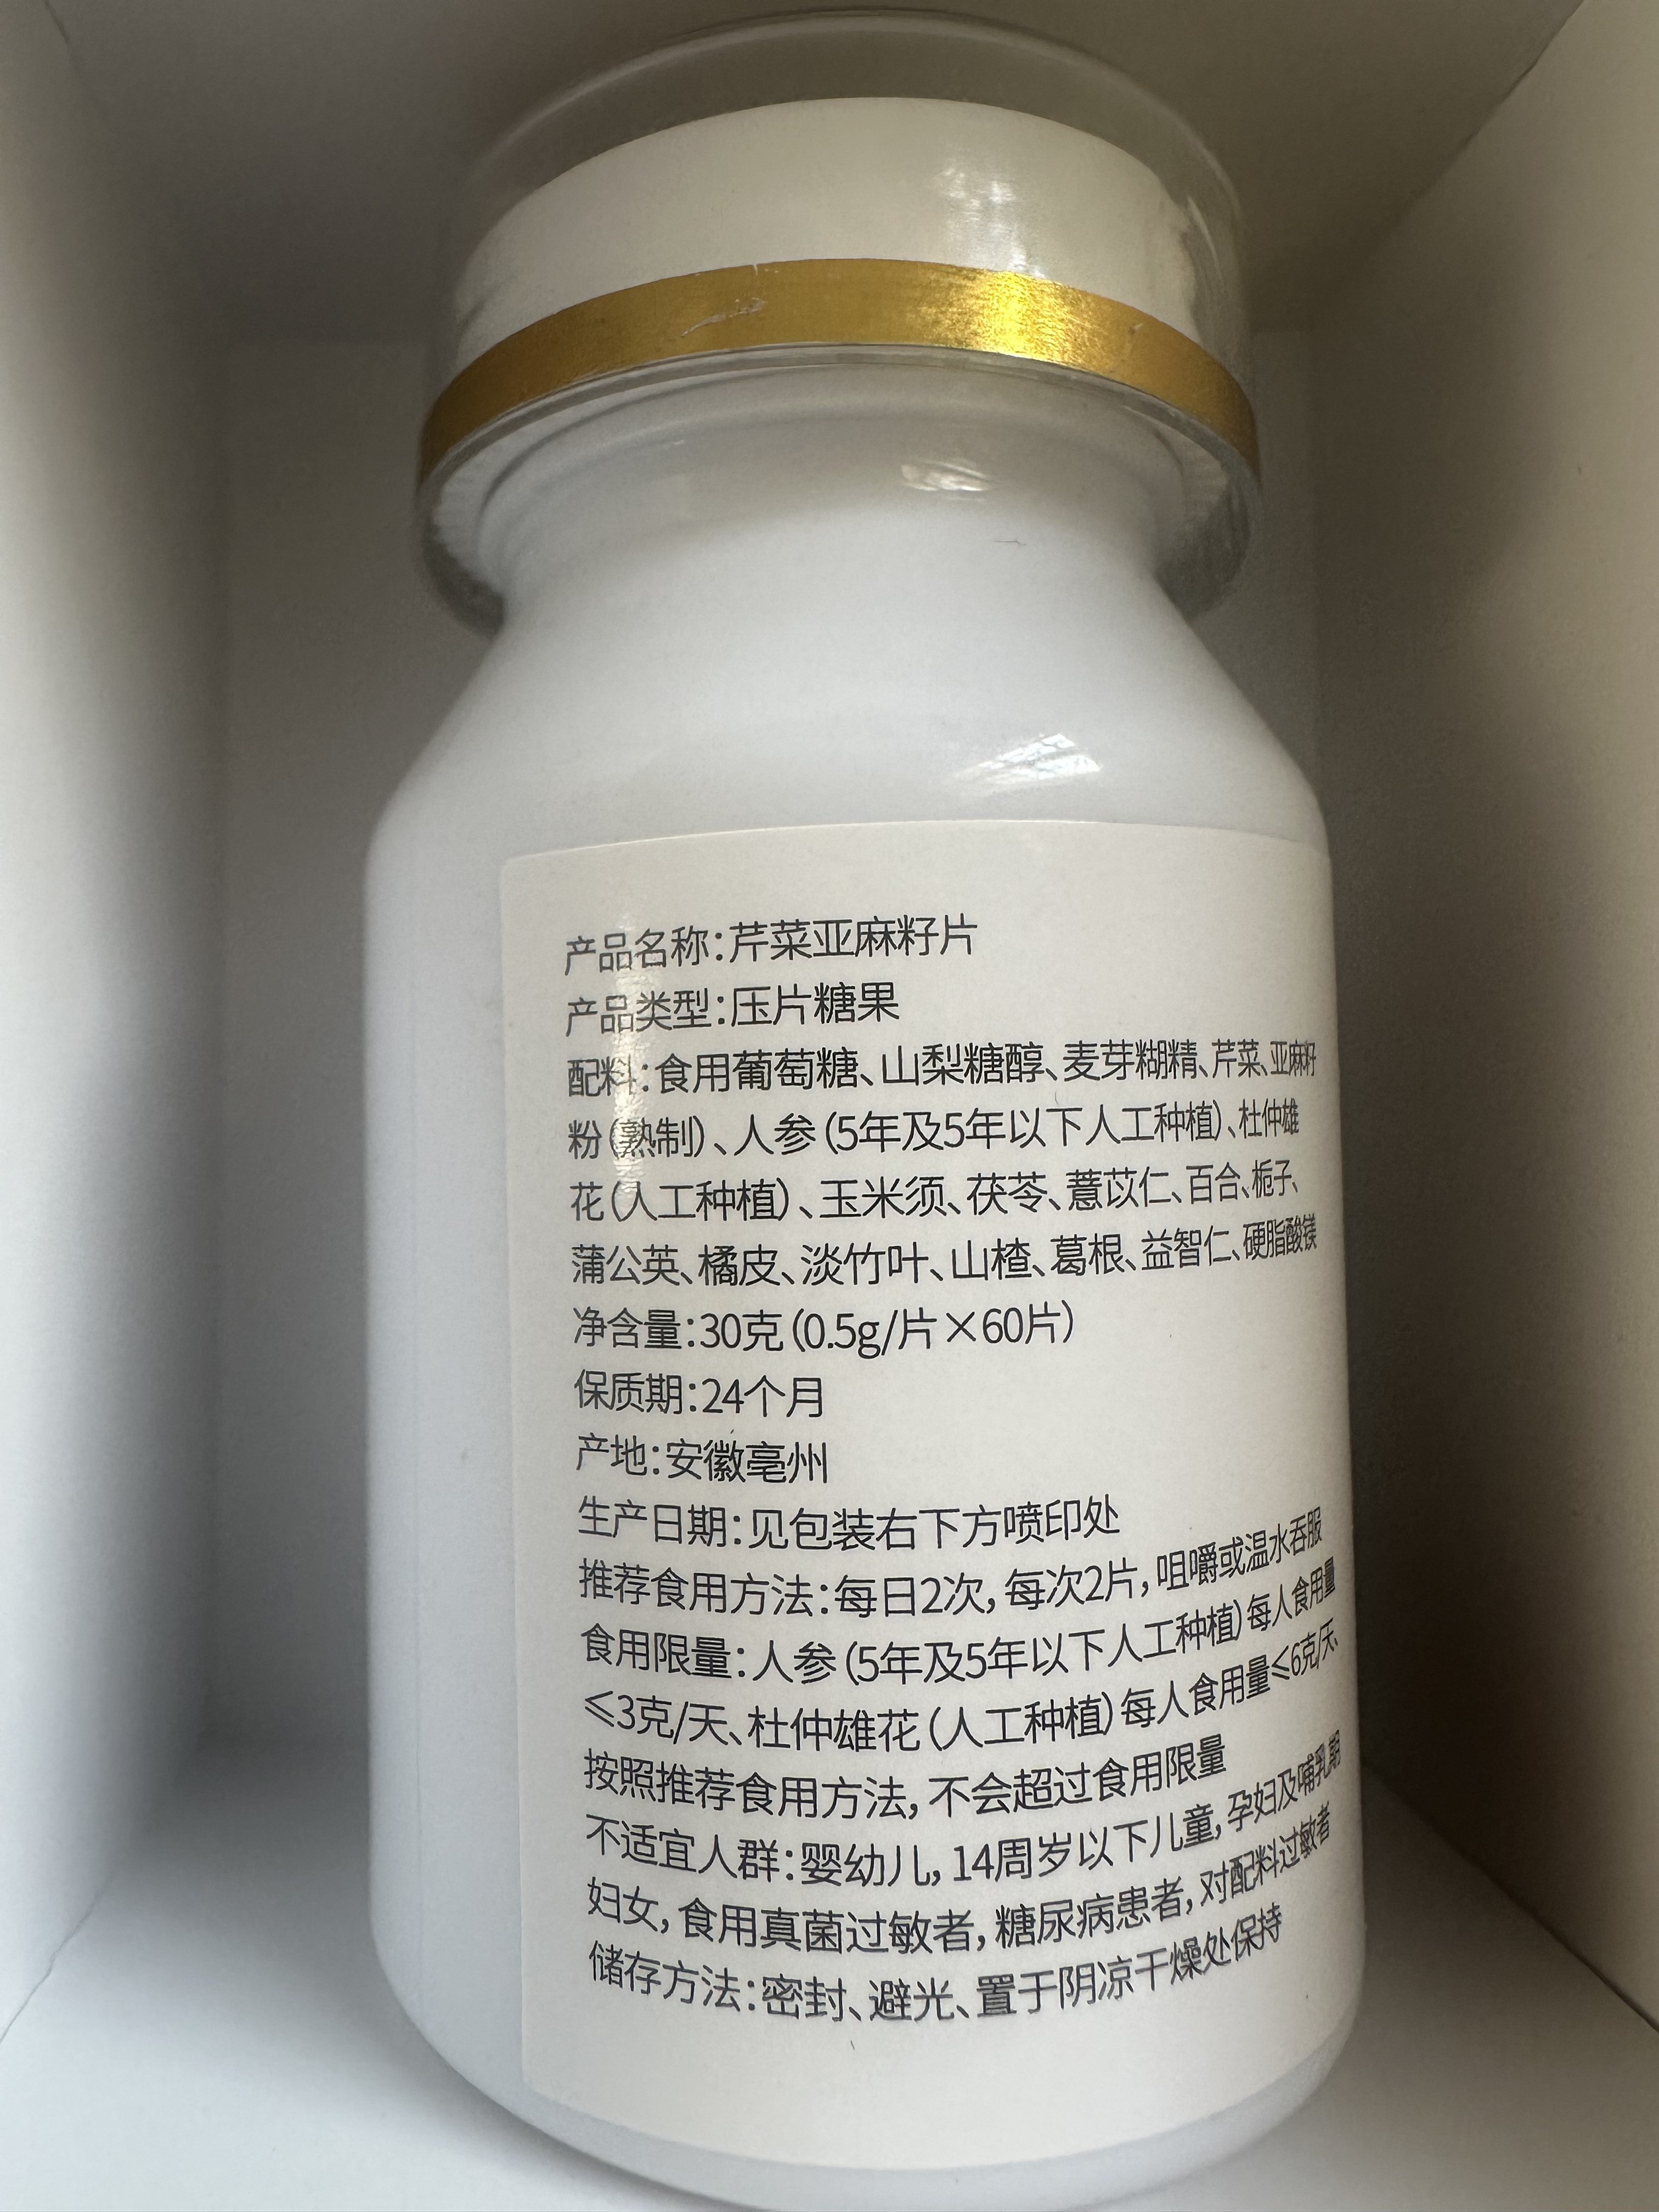 产品名称：芹菜亚麻籽片
产品类型：压片糖果
配料：食用葡萄糖、山梨糖醇、麦芽糊精、芹菜、亚麻籽
粉（熟制）、人参（5年及5年以下人工种植）、杜仲雄
花（人工种植）、玉米须、茯苓、薏苡仁、百合、栀子、
蒲公英、橘皮、淡竹叶、山楂、葛根、益智仁、硬脂酸镁
净含量：30克（0.5g/片×60片）
保质期：24个月
产地：安徽亳州
生产日期：见包装右下方喷印处
推荐食用方法：每日2次，每次2片，咀嚼或温水吞服
食用限量：人参（5年及5年以下人工种植）每人食用量
≤3克/天、杜仲雄花（人工种植）每人食用量≤6克/天、
按照推荐食用方法，不会超过食用限量
不适宜人群：婴幼儿，14周岁以下儿童，孕妇及哺乳期
妇女，食用真菌过敏者，糖尿病患者，对配料过敏者
储存方法：密封、避光、置于阴凉干燥处保持